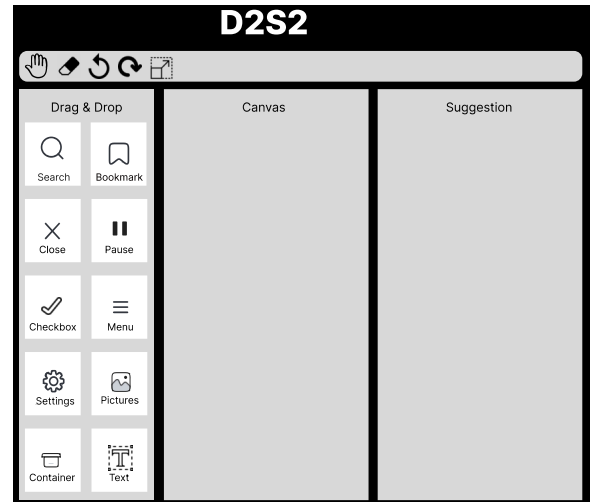 D2S2
Drag & Drop
Canvas
Suggestion
Search
Bookmark
Close
Pause
Checkbox
Menu
Settings
Pictures
Container
Text